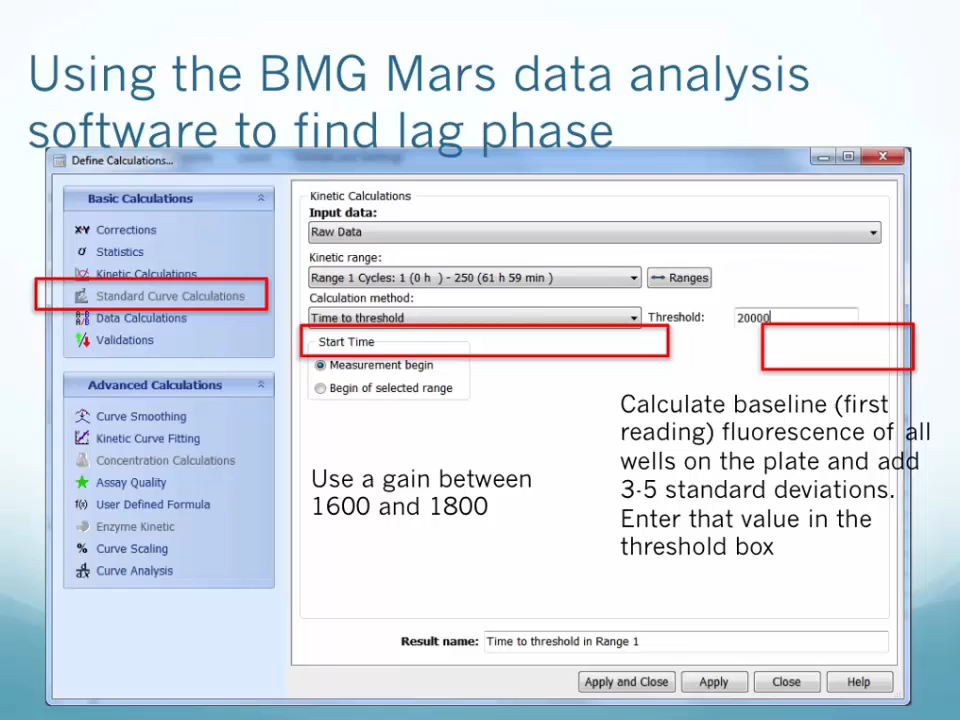 Using the BMG Mars data analysis
software to find lag phase
Define Calculations...
Basic Calculations
Corrections
Statistics
Kinetic Calculations
Standard Curve Calculations
Data Calculations
Validations
Advanced Calculations
Curve Smoothing
Kinetic Curve Fitting
Concentration Calculations
Assay Quality
User Defined Formula
Enzyme Kinetic
Curve Scaling
Curve Analysis
Kinetic Calculations
Input data:
Raw Data
Kinetic range:
Range 1 Cycles: 1 (0 h ) - 250 (61 h 59 min )
Ranges
Calculation method:
Time to threshold
Threshold: 20000
Start Time
Measurement begin
Begin of selected range
Use a gain between
1600 and 1800
Calculate baseline (first
reading) fluorescence of all
wells on the plate and add
3-5 standard deviations.
Enter that value in the
threshold box
Result name: Time to threshold in Range 1
Apply and Close Apply Close Help